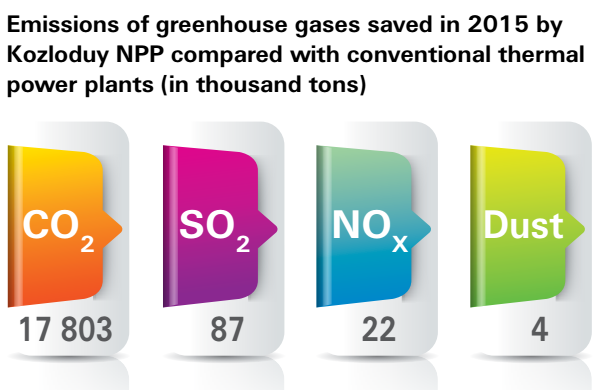 Emissions of greenhouse gases saved in 2015 by
Kozloduy NPP compared with conventional thermal
power plants (in thousand tons)
CO2
SO2
NOX
Dust
17 803
87
22
4